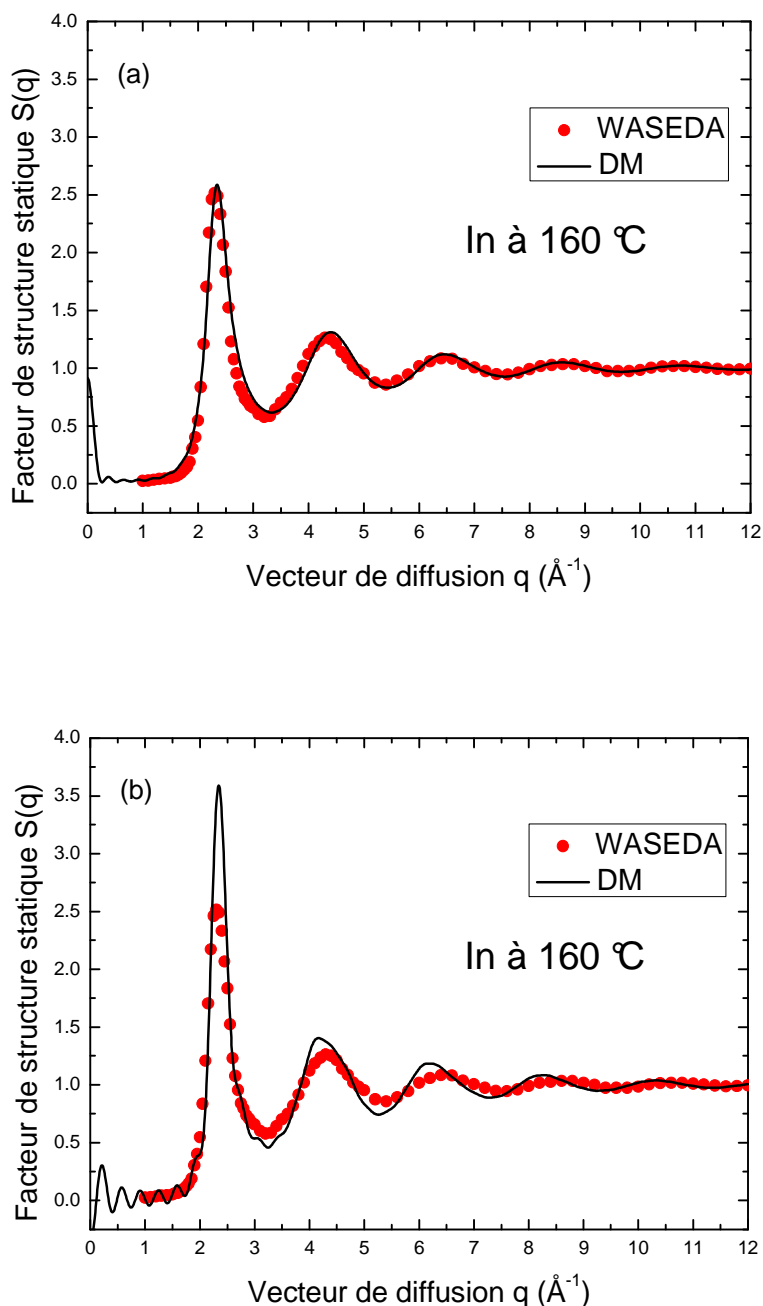 4.0
(a)
3.5
WASEDA
3.0
DM
2.5
In à 160 °C
2.0
1.5
1.0
0.5
0.0
Facteur de structure statique S(q)
0 1 2 3 4 5 6 7 8 9 10 11 12
Vecteur de diffusion q (Å⁻¹)
4.0
(b)
3.5
WASEDA
3.0
DM
2.5
In à 160 °C
2.0
1.5
1.0
0.5
0.0
Facteur de structure statique S(q)
0 1 2 3 4 5 6 7 8 9 10 11 12
Vecteur de diffusion q (Å⁻¹)